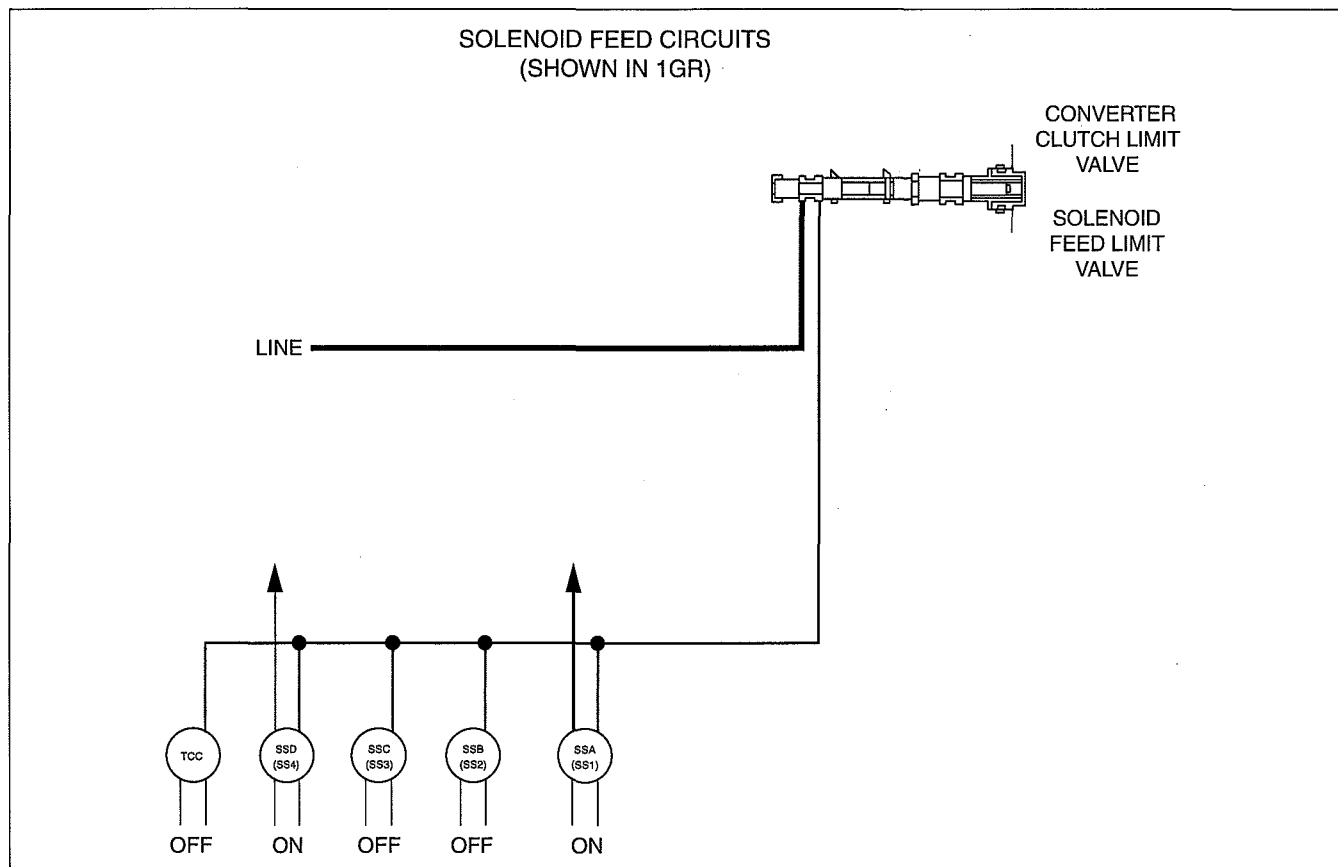 SOLENOID FEED CIRCUITS
(SHOWN IN 1GR)
CONVERTER
CLUTCH LIMIT
VALVE
SOLENOID
FEED LIMIT
VALVE
LINE
TCC
SSD
(SS4)
SSC
(SS3)
SSB
(SS2)
SSA
(SS1)
OFF
ON
OFF
OFF
ON